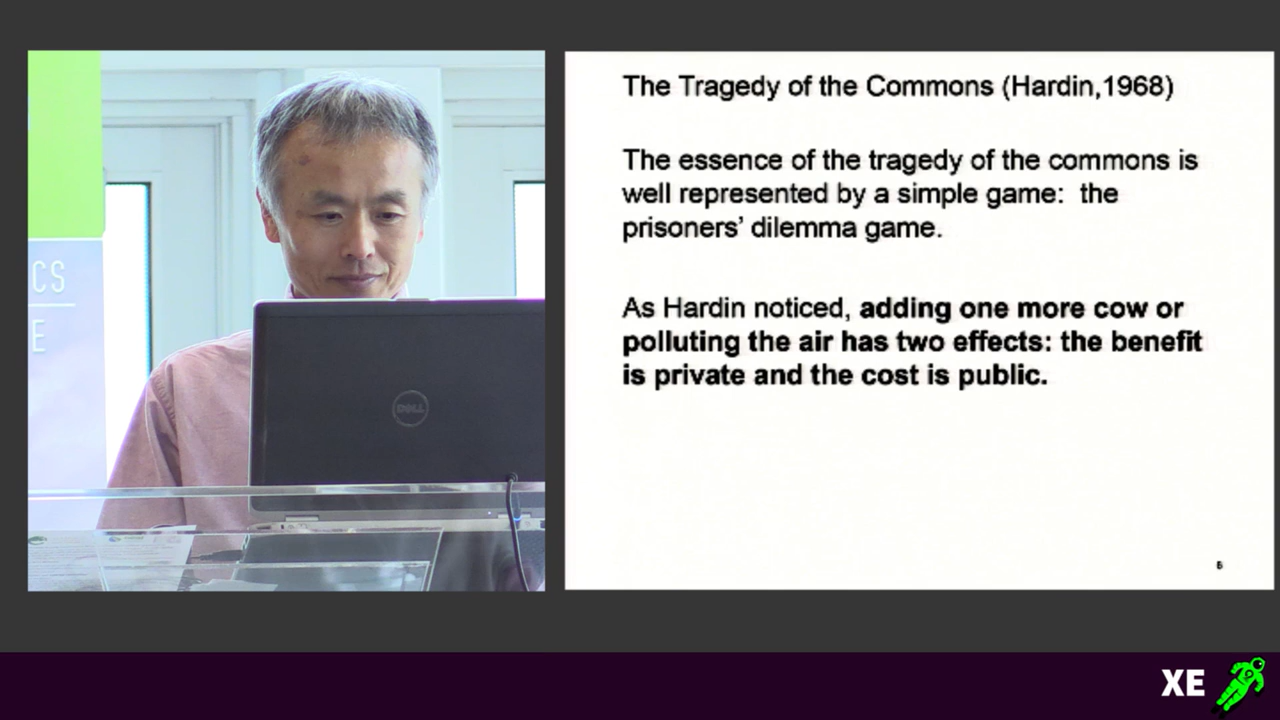 CS
E
DELL
The Tragedy of the Commons (Hardin,1968)
The essence of the tragedy of the commons is
well represented by a simple game:  the
prisoners’ dilemma game.
As Hardin noticed, adding one more cow or
polluting the air has two effects: the benefit
is private and the cost is public.
XE